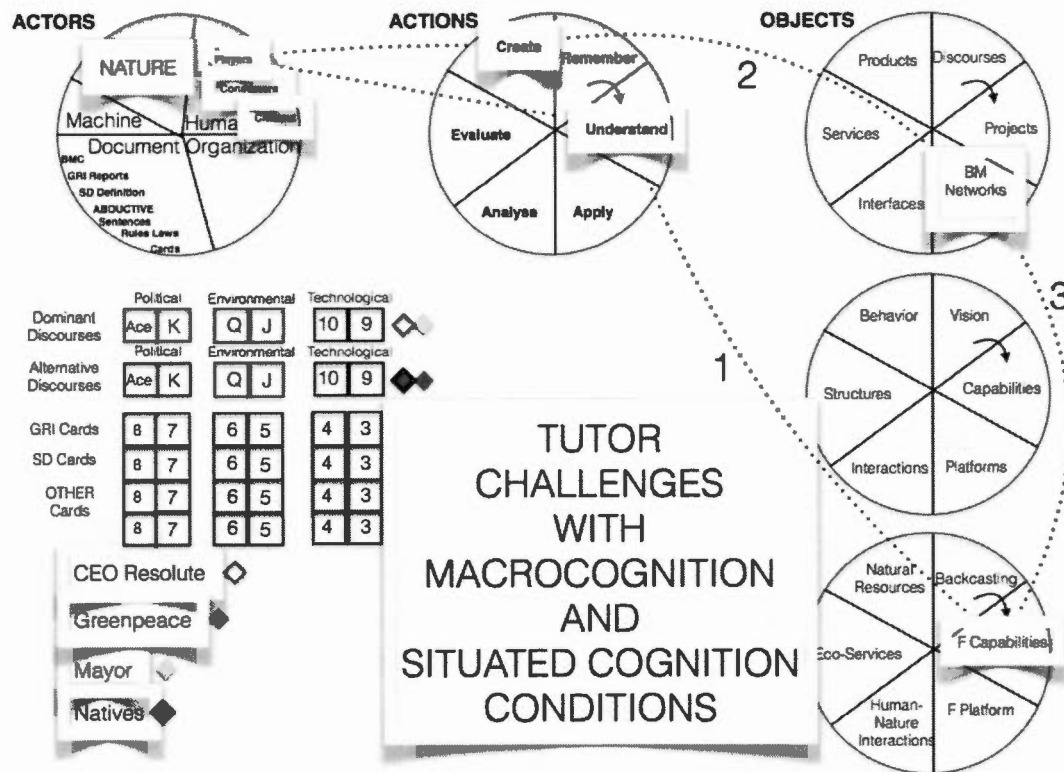 ACTORS
ACTIONS
OBJECTS
NATURE
Players
Machine
Huma
Document
Organization
BMC
GRI Reports
SD Definition
ABDUCTIVE
Sentences
Rules Laws
Cards
Create
Remember
Evaluate
Understand
Analyse
Apply
Products
Discourses
Services
Projects
Interfaces
BM
Networks
2
3
1
Behavior
Vision
Structures
Capabilities
Interactions
Platforms
Natural
Resources
Backcasting
Eco-Services
F Capabilities
Human-
Nature
Interactions
F Platform
Political Environmental Technological
Dominant
Discourses
Ace K Q J 10 9
Political Environmental Technological
Alternative
Discourses
Ace K Q J 10 9
GRI Cards 8 7 6 5 4 3
SD Cards 8 7 6 5 4 3
OTHER
Cards
8 7 6 5 4 3
8 7 6 5 4 3
CEO Resolute
Greenpeace
Mayor
Natives
TUTOR
CHALLENGES
WITH
MACROCOGNITION
AND
SITUATED COGNITION
CONDITIONS